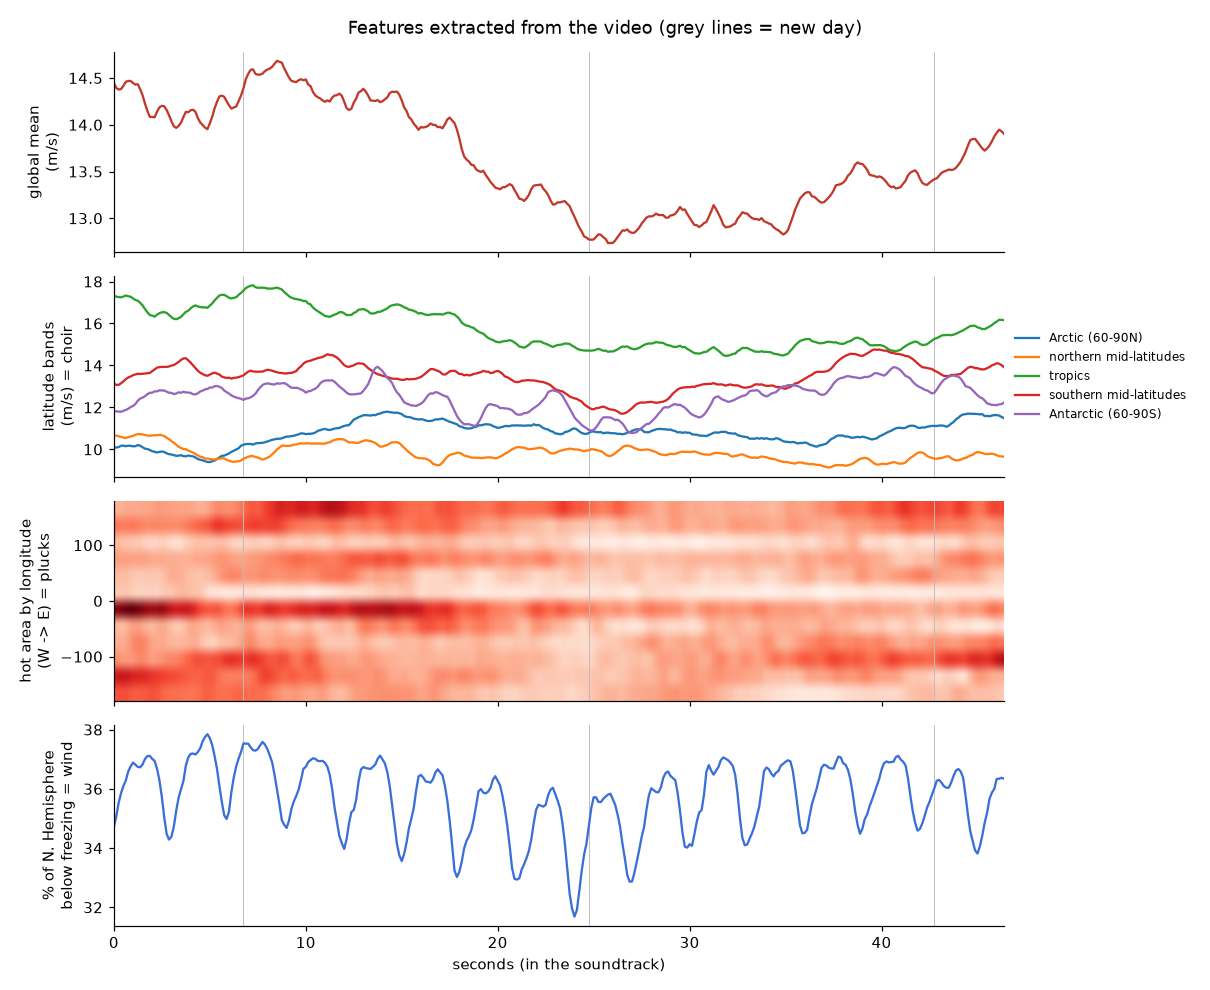 Features extracted from the video (grey lines = new day)
global mean
(m/s)
14.5
14.0
13.5
13.0
latitude bands
(m/s) = choir
18
16
14
12
10
Arctic (60-90N)
northern mid-latitudes
tropics
southern mid-latitudes
Antarctic (60-90S)
hot area by longitude
(W -> E) = plucks
100
0
−100
% of N. Hemisphere
below freezing = wind
38
36
34
32
0
10
20
30
40
seconds (in the soundtrack)